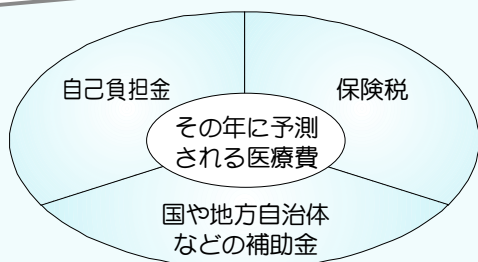 自己負担金
保険税
その年に予測
される医療費
国や地方自治体
などの補助金